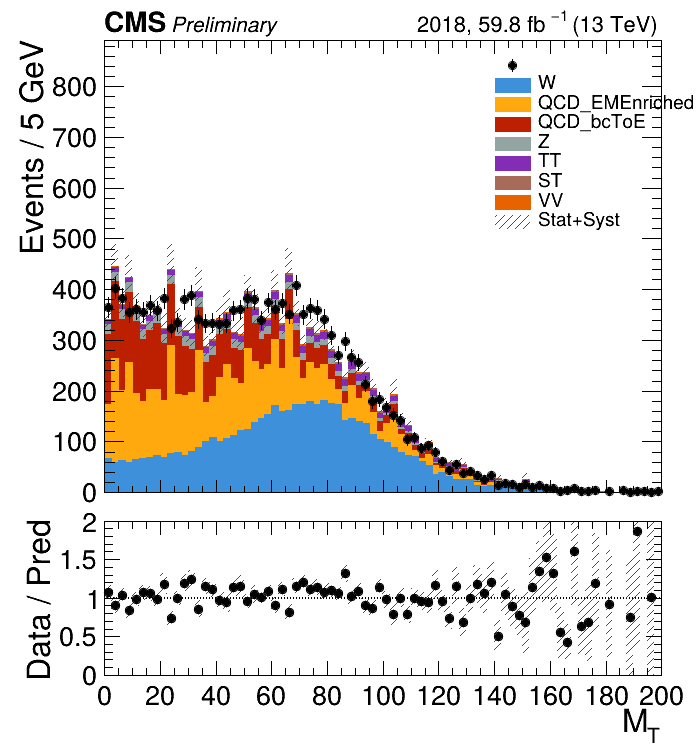 CMS Preliminary 2018, 59.8 fb⁻¹ (13 TeV)
Events / 5 GeV
800
700
600
500
400
300
200
100
0
W
QCD_EMEnriched
QCD_bcToE
Z
TT
ST
VV
Stat+Syst
Data / Pred
2
1.5
1
0.5
0
0 20 40 60 80 100 120 140 160 180 200
M_T